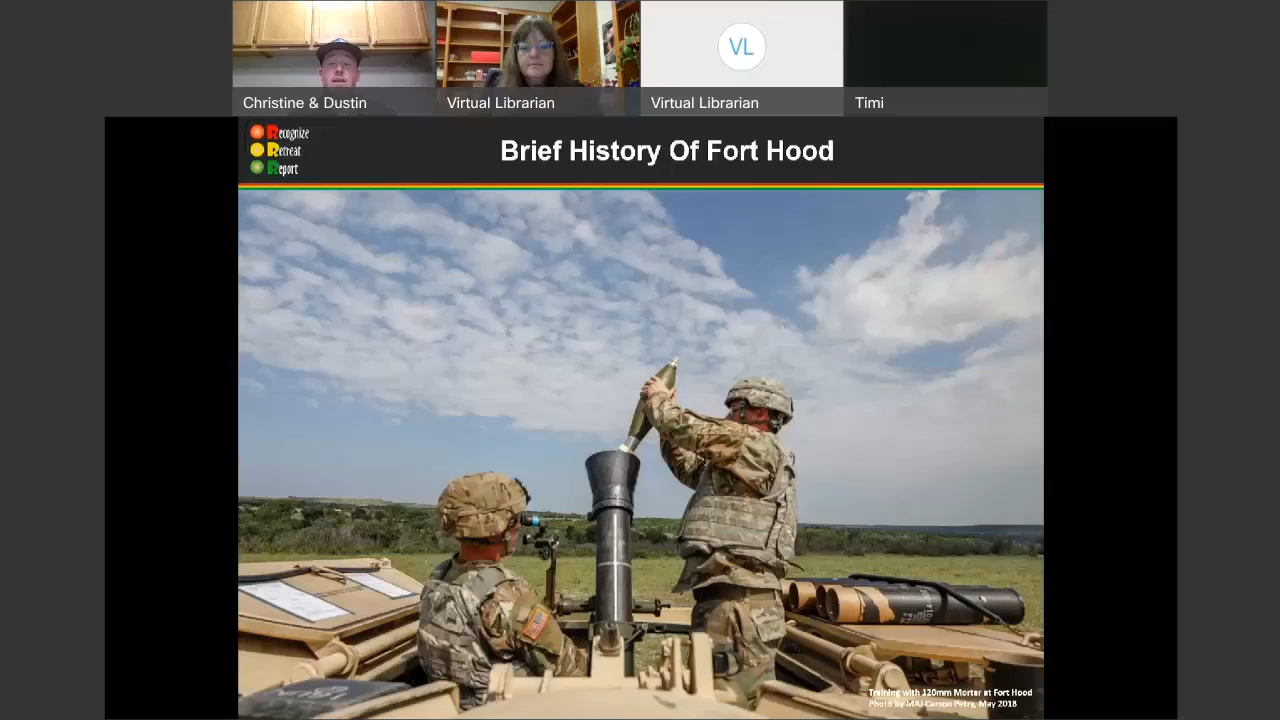 VL
Christine & Dustin
Virtual Librarian
Virtual Librarian
Timi
Recognize
Retreat
Report
Brief History Of Fort Hood
Training with 120mm Mortar at Fort Hood
Photo by MAJ Carson Petry, May 2018